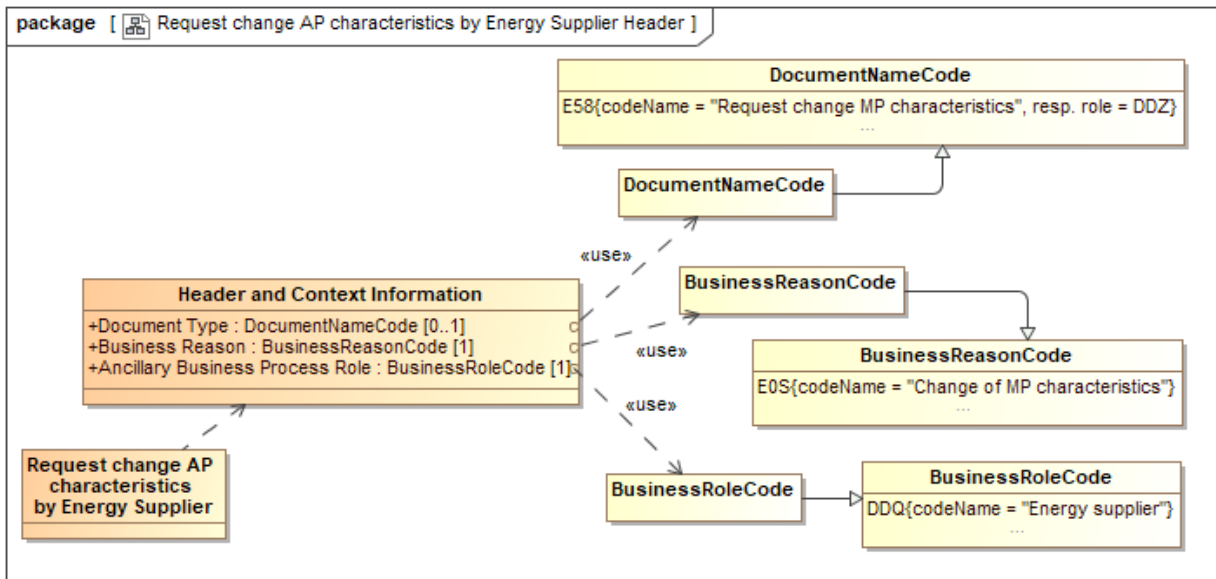 package [ Request change AP characteristics by Energy Supplier Header ]
DocumentNameCode
E58{codeName = "Request change MP characteristics", resp. role = DDZ}
...
DocumentNameCode
«use»
Header and Context Information
+Document Type : DocumentNameCode [0..1]
+Business Reason : BusinessReasonCode [1]
+Ancillary Business Process Role : BusinessRoleCode [1]
BusinessReasonCode
«use»
BusinessReasonCode
E0S{codeName = "Change of MP characteristics"}
...
«use»
Request change AP
characteristics
by Energy Supplier
BusinessRoleCode
BusinessRoleCode
DDQ{codeName = "Energy supplier"}
...